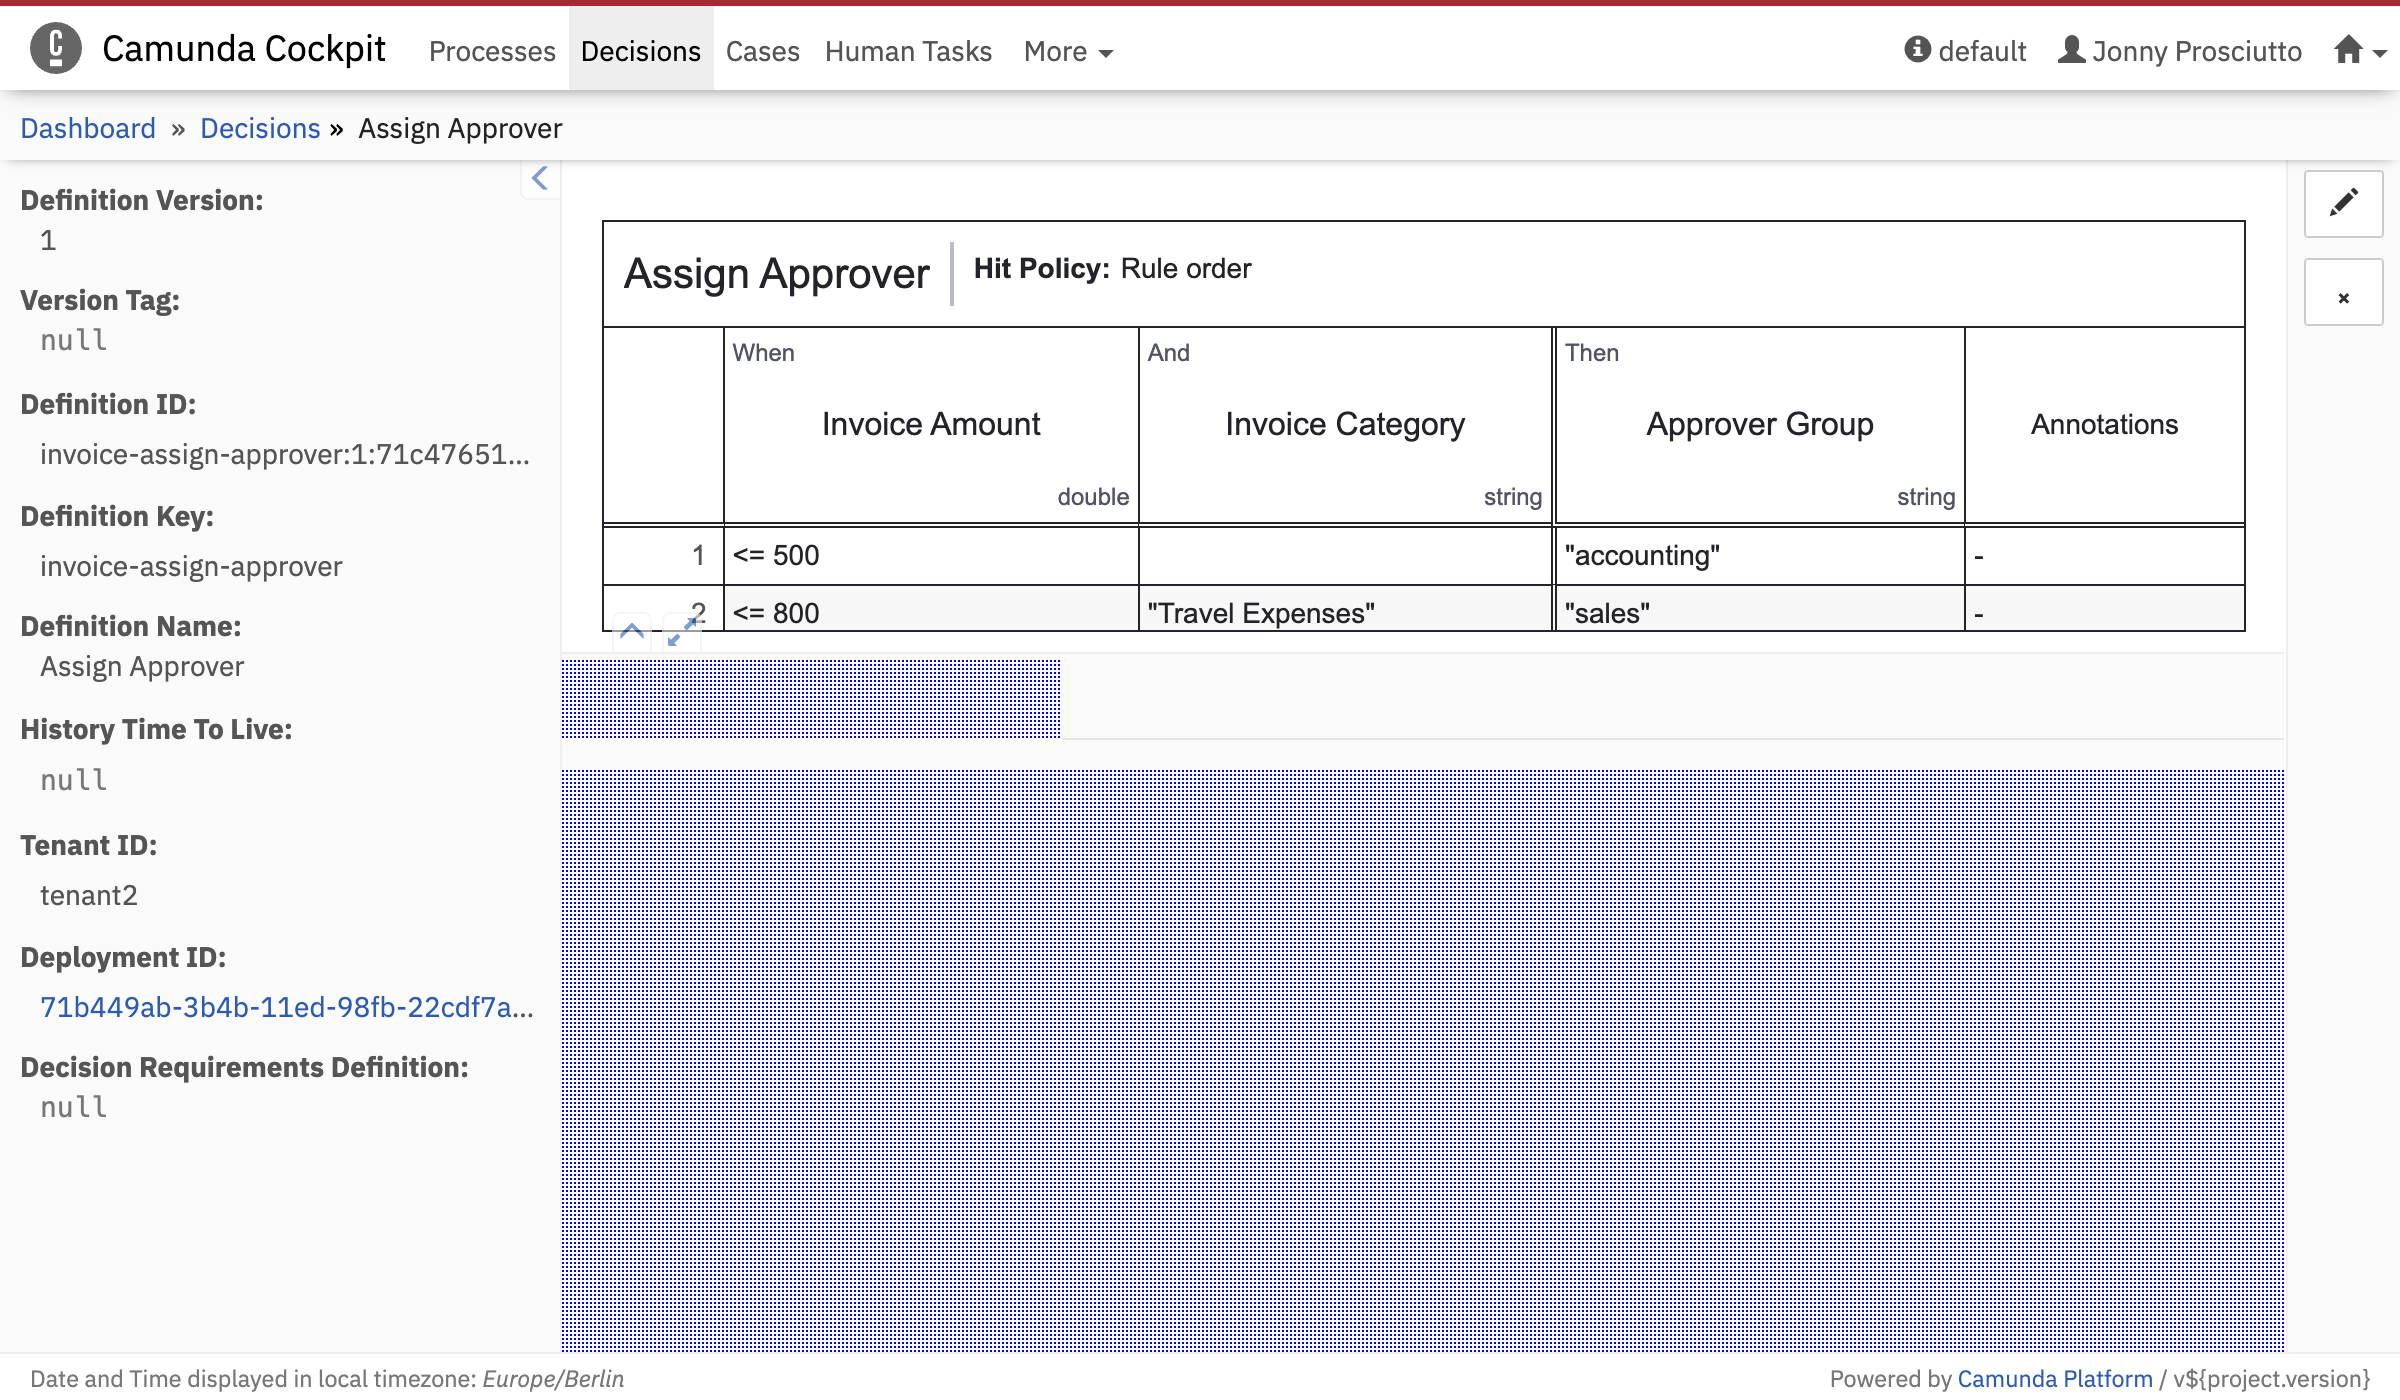 Camunda Cockpit Processes Decisions Cases Human Tasks More default Jonny Prosciutto
Dashboard » Decisions » Assign Approver
Definition Version:
1
Version Tag:
null
Definition ID:
invoice-assign-approver:1:71c47651...
Definition Key:
invoice-assign-approver
Definition Name:
Assign Approver
History Time To Live:
null
Tenant ID:
tenant2
Deployment ID:
71b449ab-3b4b-11ed-98fb-22cdf7a...
Decision Requirements Definition:
null
Assign Approver Hit Policy: Rule order
When And Then
Invoice Amount Invoice Category Approver Group Annotations
double string string
1 <= 500 "accounting" -
2 <= 800 "Travel Expenses" "sales" -
Date and Time displayed in local timezone: Europe/Berlin
Powered by Camunda Platform / v${project.version}